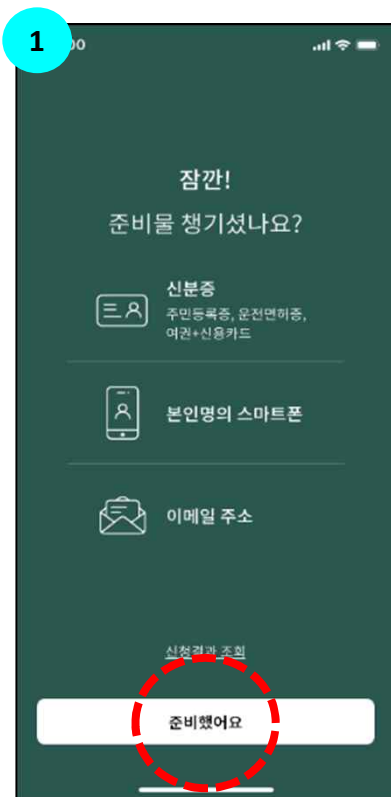 1
00
잠깐!
준비물 챙기셨나요?
신분증
주민등록증, 운전면허증,
여권+신용카드
본인명의 스마트폰
이메일 주소
신청결과 조회
준비했어요